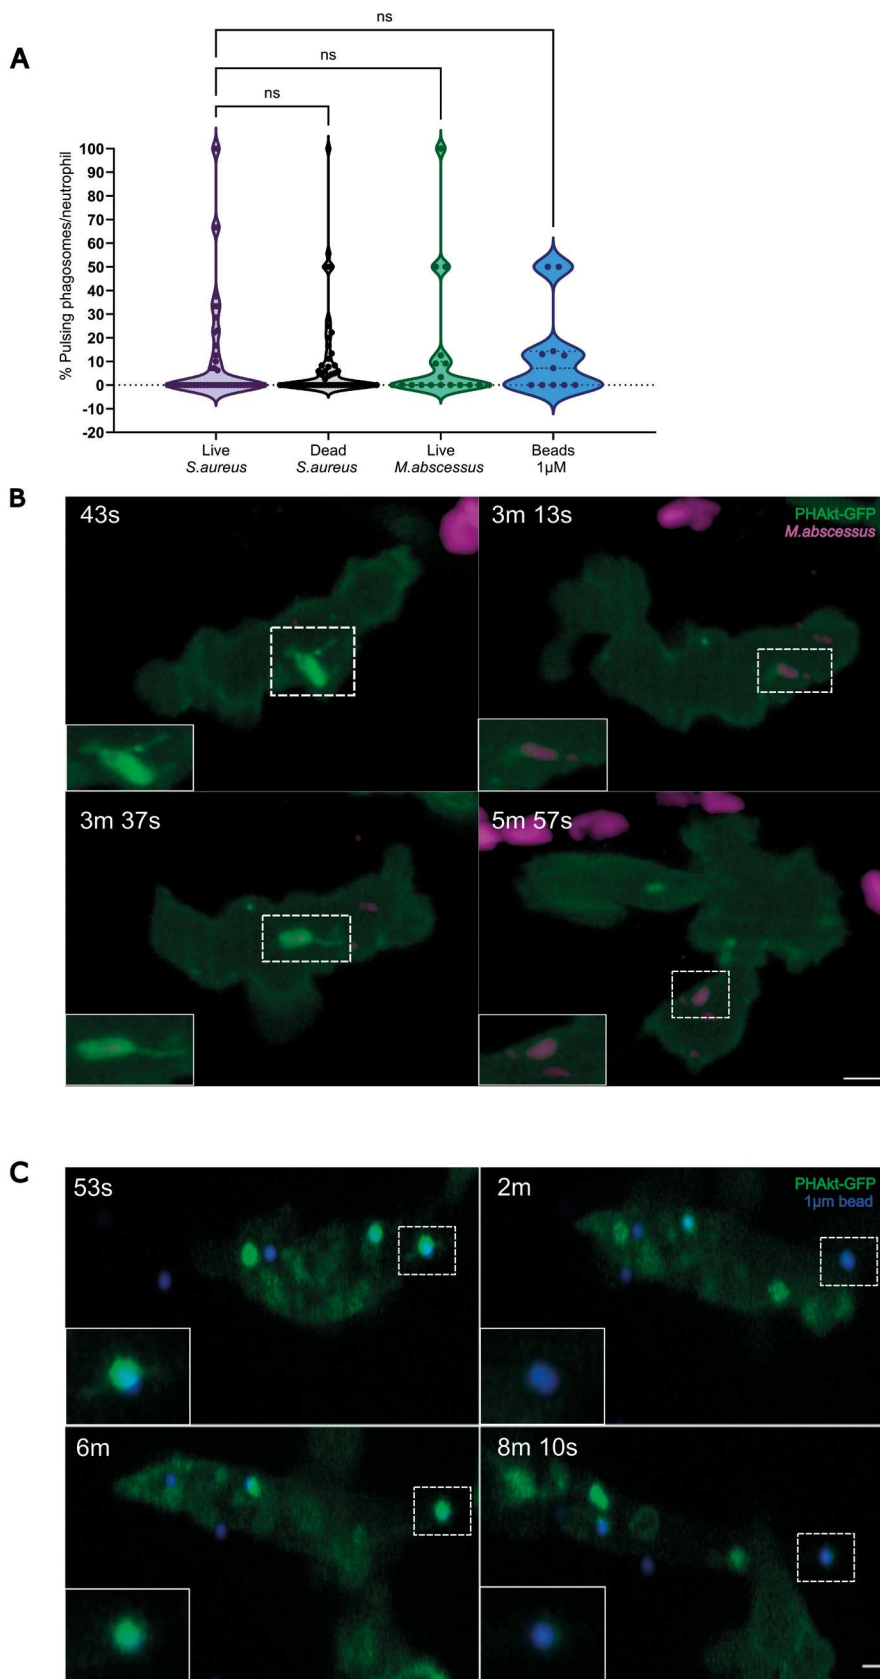 A
ns
ns
ns
% Pulsing phagosomes/neutrophil
100
90
80
70
60
50
40
30
20
10
0
-10
-20
Live S.aureus
Dead S.aureus
Live M.abscessus
Beads 1µM
B
43s
3m 13s
PHAkt-GFP
M.abscessus
3m 37s
5m 57s
C
53s
2m
PHAkt-GFP
1µm bead
6m
8m 10s